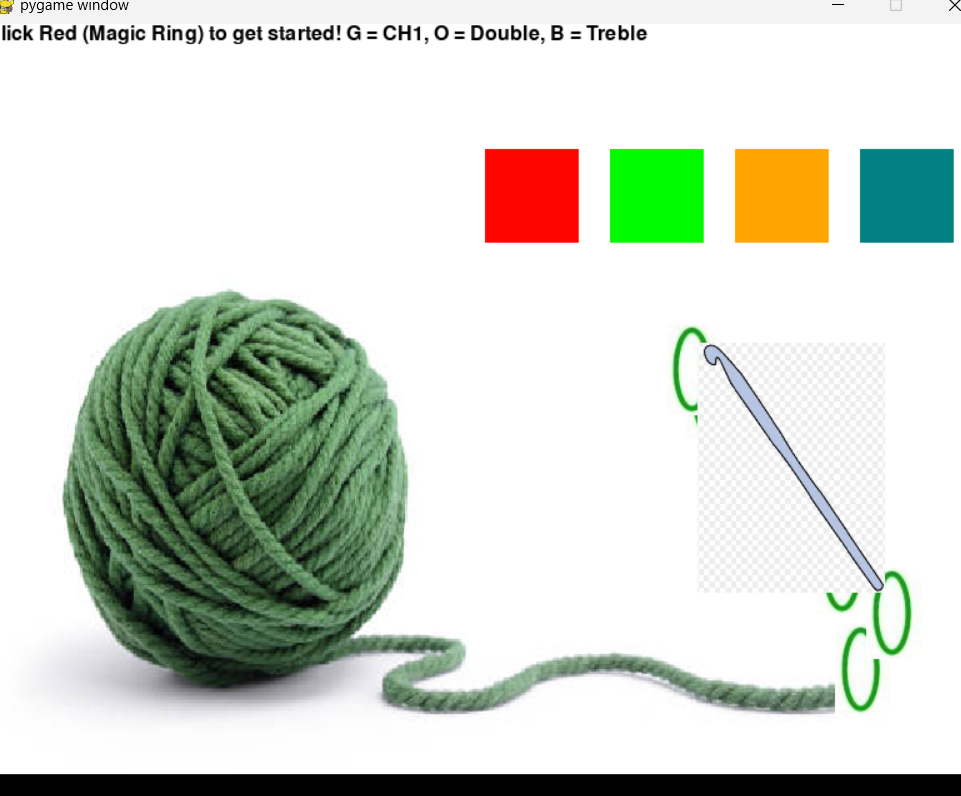 pygame window
lick Red (Magic Ring) to get started! G = CH1, O = Double, B = Treble